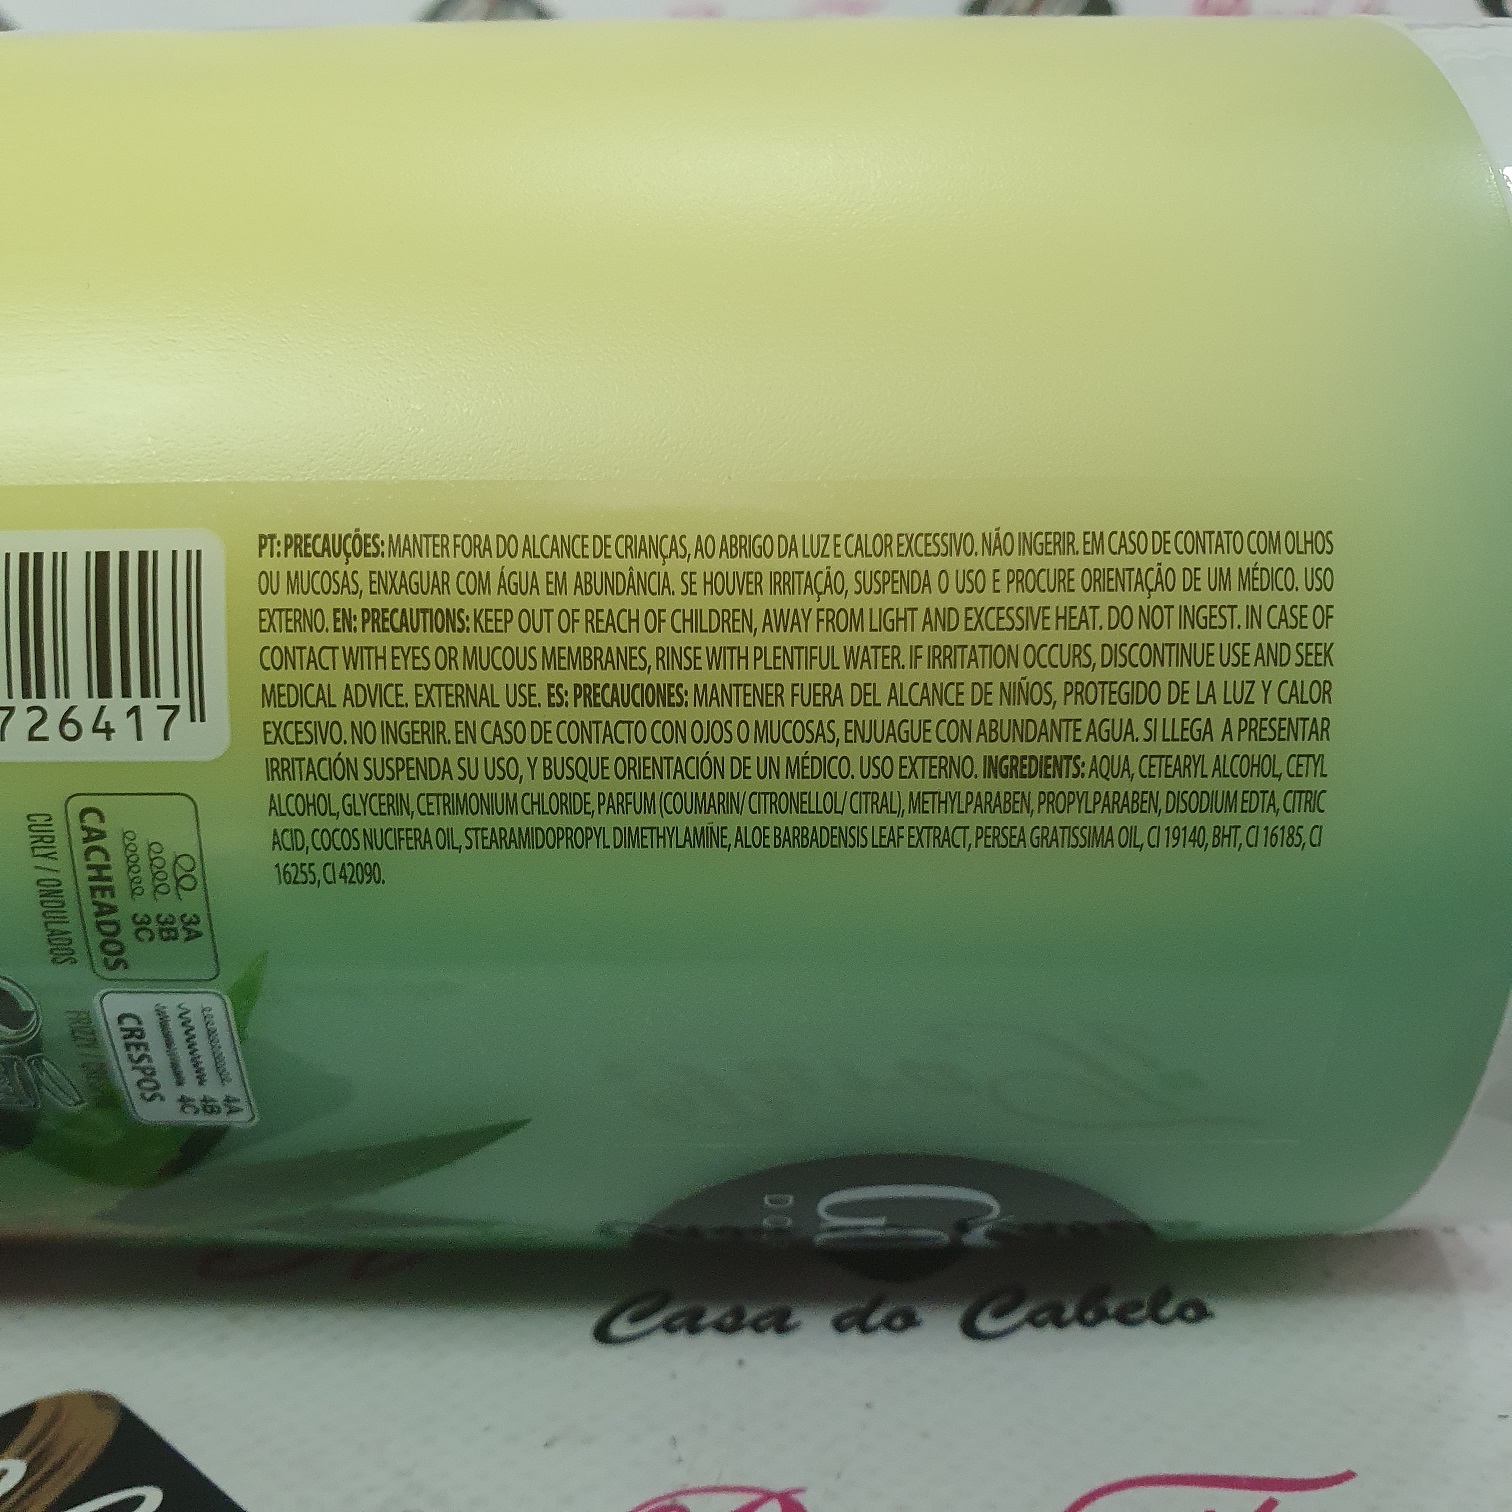 PT: PRECAUÇÕES: MANTER FORA DO ALCANCE DE CRIANÇAS, AO ABRIGO DA LUZ E CALOR EXCESSIVO. NÃO INGERIR. EM CASO DE CONTATO COM OLHOS
OU MUCOSAS, ENXAGUAR COM ÁGUA EM ABUNDÂNCIA. SE HOUVER IRRITAÇÃO, SUSPENDA O USO E PROCURE ORIENTAÇÃO DE UM MÉDICO. USO
EXTERNO. EN: PRECAUTIONS: KEEP OUT OF REACH OF CHILDREN, AWAY FROM LIGHT AND EXCESSIVE HEAT. DO NOT INGEST. IN CASE OF
CONTACT WITH EYES OR MUCOUS MEMBRANES, RINSE WITH PLENTIFUL WATER. IF IRRITATION OCCURS, DISCONTINUE USE AND SEEK
MEDICAL ADVICE. EXTERNAL USE. ES: PRECAUCIONES: MANTENER FUERA DEL ALCANCE DE NIÑOS, PROTEGIDO DE LA LUZ Y CALOR
EXCESIVO. NO INGERIR. EN CASO DE CONTACTO CON OJOS O MUCOSAS, ENJUAGUE CON ABUNDANTE AGUA. SI LLEGA A PRESENTAR
IRRITACIÓN SUSPENDA SU USO, Y BUSQUE ORIENTACIÓN DE UN MÉDICO. USO EXTERNO. INGREDIENTS: AQUA, CETEARYL ALCOHOL, CETYL
ALCOHOL, GLYCERIN, CETRIMONIUM CHLORIDE, PARFUM (COUMARIN/ CITRONELLOL/ CITRAL), METHYLPARABEN, PROPYLPARABEN, DISODIUM EDTA, CITRIC
ACID, COCOS NUCIFERA OIL, STEARAMIDOPROPYL DIMETHYLAMINE, ALOE BARBADENSIS LEAF EXTRACT, PERSEA GRATISSIMA OIL, CI 19140, BHT, CI 16185, CI
16255, CI 42090.
726417
3A
3B
3C
CACHEADOS
CURLY / ONDULADOS
4A
4B
4C
CRESPOS
FRIZZY /
Casa do Cabelo